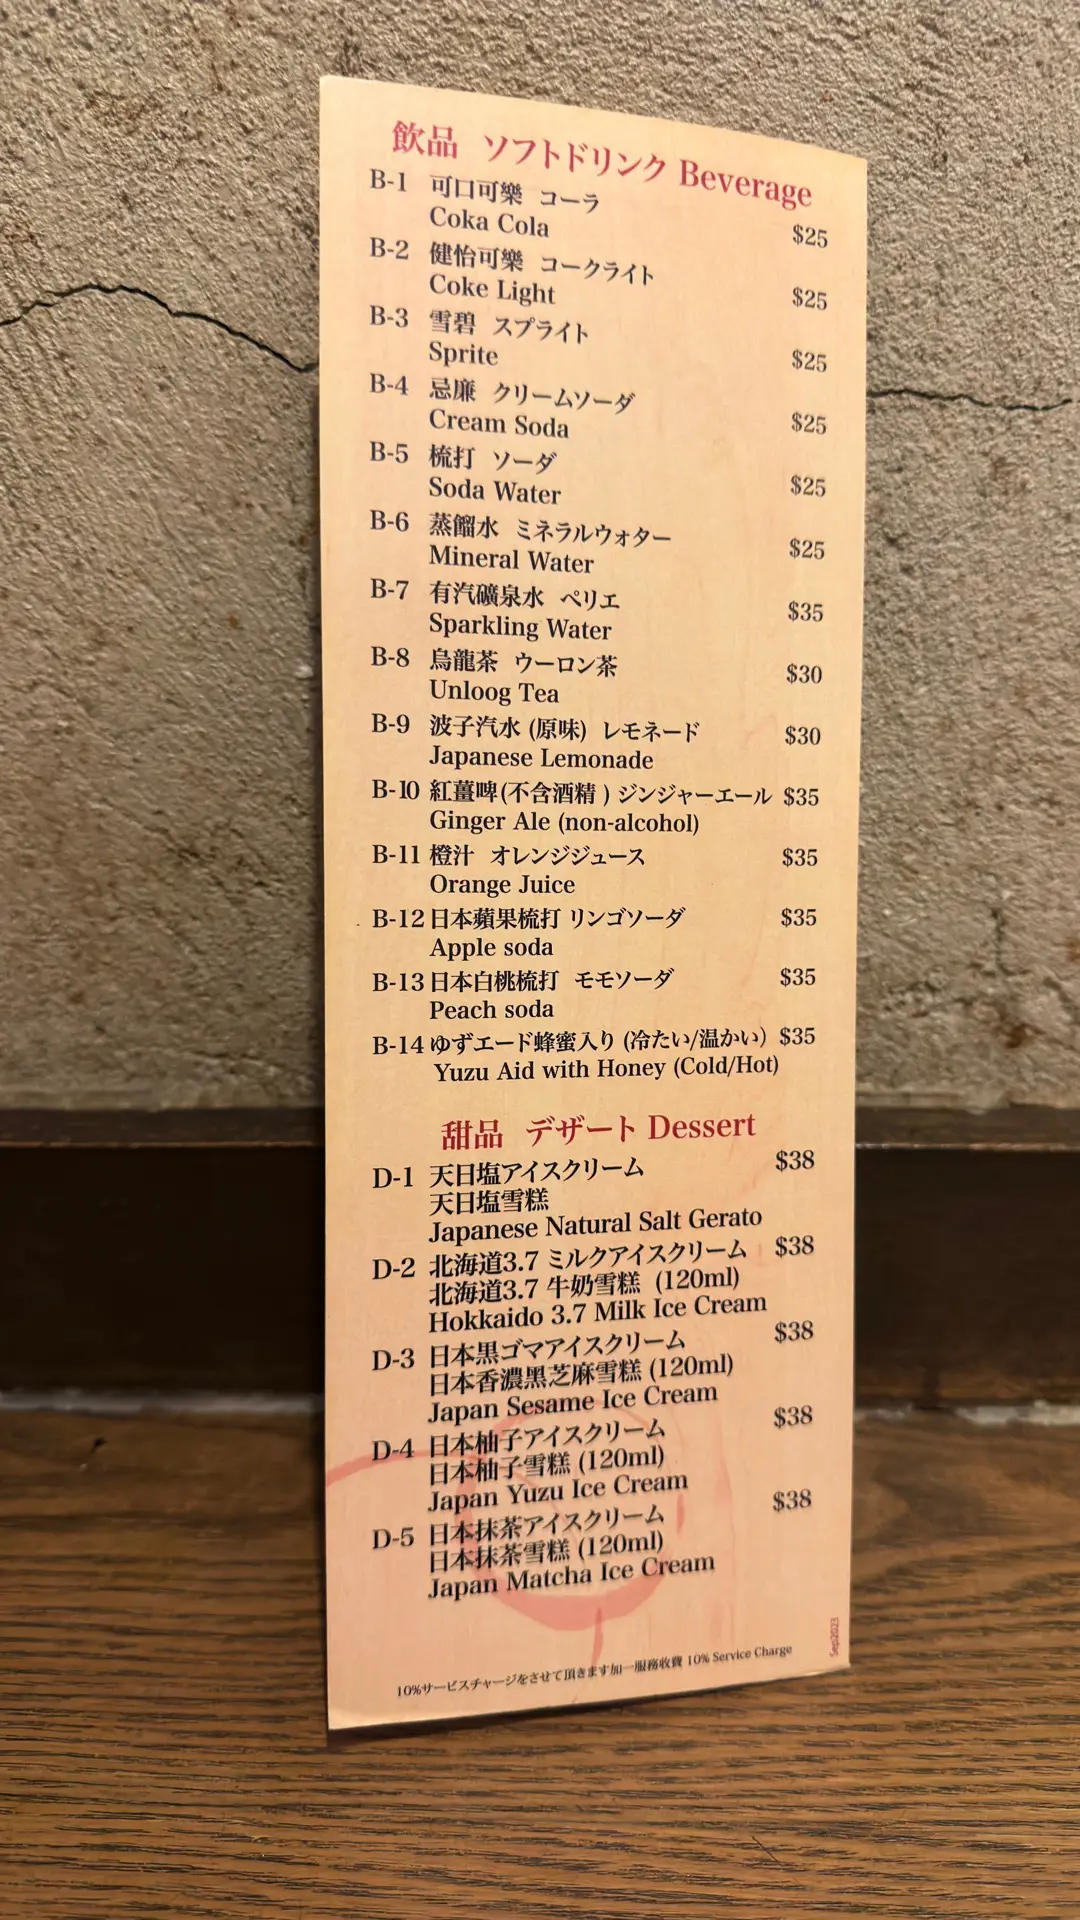 飲品 ソフトドリンク Beverage
B-1 可口可樂 コーラ
Coka Cola $25
B-2 健怡可樂 コークライト
Coke Light $25
B-3 雪碧 スプライト
Sprite $25
B-4 忌廉 クリームソーダ
Cream Soda $25
B-5 梳打 ソーダ
Soda Water $25
B-6 蒸餾水 ミネラルウォター
Mineral Water $25
B-7 有汽礦泉水 ペリエ
Sparkling Water $35
B-8 烏龍茶 ウーロン茶
Unloog Tea $30
B-9 波子汽水 (原味) レモネード $30
Japanese Lemonade
B-10 紅薑啤(不含酒精 ) ジンジャーエール $35
Ginger Ale (non-alcohol)
B-11 橙汁 オレンジジュース $35
Orange Juice
B-12 日本蘋果梳打 リンゴソーダ $35
Apple soda
B-13 日本白桃梳打 モモソーダ $35
Peach soda
B-14 ゆずエード蜂蜜入り (冷たい/温かい) $35
Yuzu Aid with Honey (Cold/Hot)
甜品 デザート Dessert
D-1 天日塩アイスクリーム $38
天日塩雪糕
Japanese Natural Salt Gerato
D-2 北海道3.7 ミルクアイスクリーム $38
北海道3.7 牛奶雪糕 (120ml)
Hokkaido 3.7 Milk Ice Cream
D-3 日本黒ゴマアイスクリーム $38
日本香濃黑芝麻雪糕 (120ml)
Japan Sesame Ice Cream
D-4 日本柚子アイスクリーム $38
日本柚子雪糕 (120ml)
Japan Yuzu Ice Cream
D-5 日本抹茶アイスクリーム $38
日本抹茶雪糕 (120ml)
Japan Matcha Ice Cream
Sep2023
10%サービスチャージをさせて頂きます加一服務收費 10% Service Charge